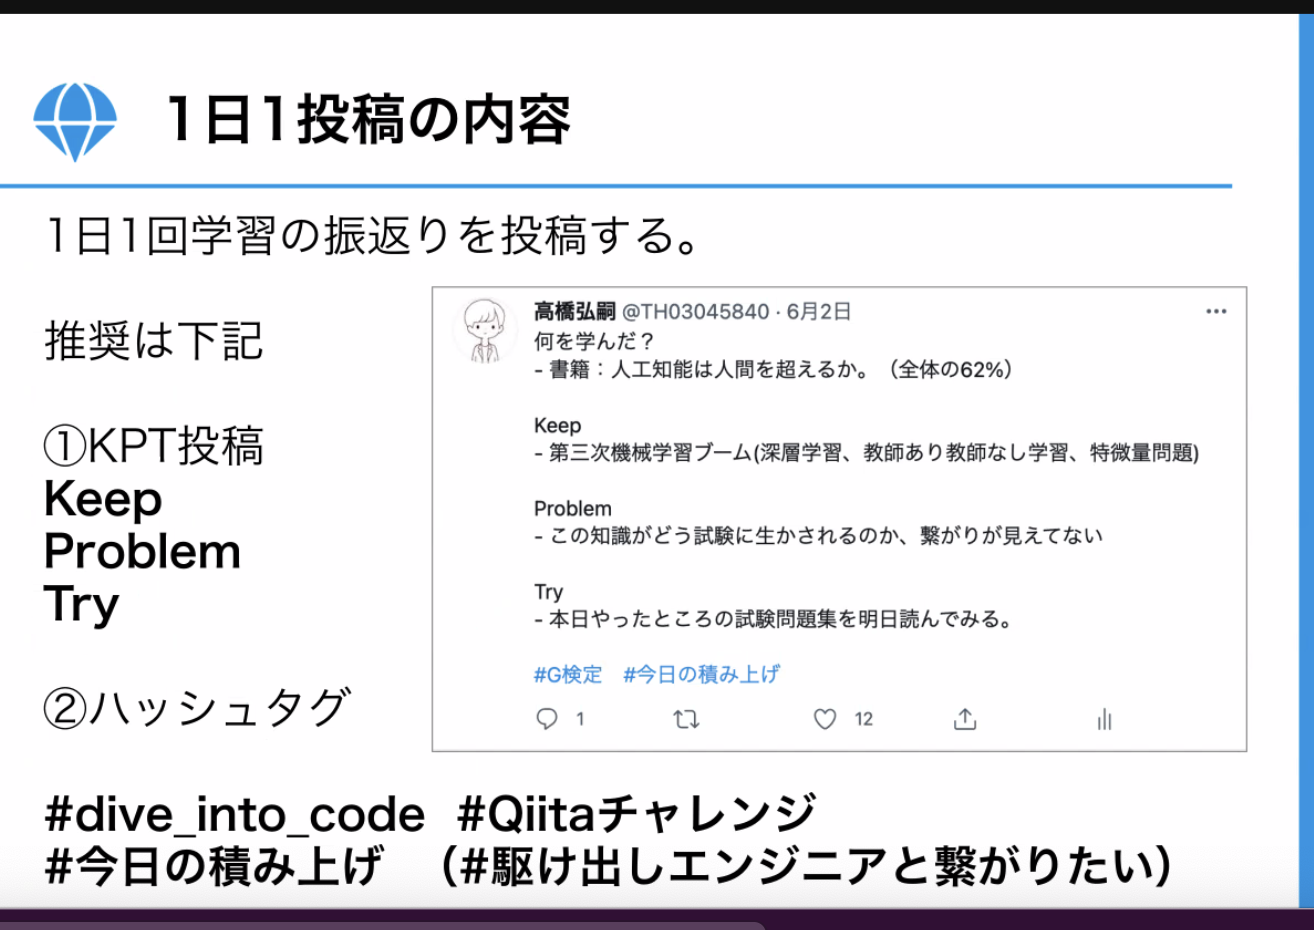 1日1投稿の内容
1日1回学習の振返りを投稿する。
推奨は下記
①KPT投稿
Keep
Problem
Try
②ハッシュタグ
#dive_into_code #Qiitaチャレンジ
#今日の積み上げ （#駆け出しエンジニアと繋がりたい）
高橋弘嗣 @TH03045840 · 6月2日
何を学んだ？
- 書籍：人工知能は人間を超えるか。（全体の62%）
Keep
- 第三次機械学習ブーム(深層学習、教師あり教師なし学習、特微量問題)
Problem
- この知識がどう試験に生かされるのか、繋がりが見えてない
Try
- 本日やったところの試験問題集を明日読んでみる。
#G検定 #今日の積み上げ
1 12